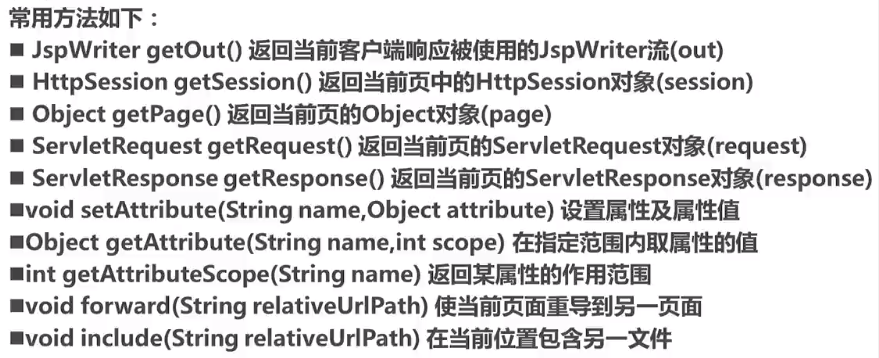 常用方法如下：
■ JspWriter getOut() 返回当前客户端响应被使用的JspWriter流(out)
■ HttpSession getSession() 返回当前页中的HttpSession对象(session)
■ Object getPage() 返回当前页的Object对象(page)
■ ServletRequest getRequest() 返回当前页的ServletRequest对象(request)
■ ServletResponse getResponse() 返回当前页的ServletResponse对象(response)
■void setAttribute(String name,Object attribute) 设置属性及属性值
■Object getAttribute(String name,int scope) 在指定范围内取属性的值
■int getAttributeScope(String name) 返回某属性的作用范围
■void forward(String relativeUrlPath) 使当前页面重导到另一页面
■void include(String relativeUrlPath) 在当前位置包含另一文件